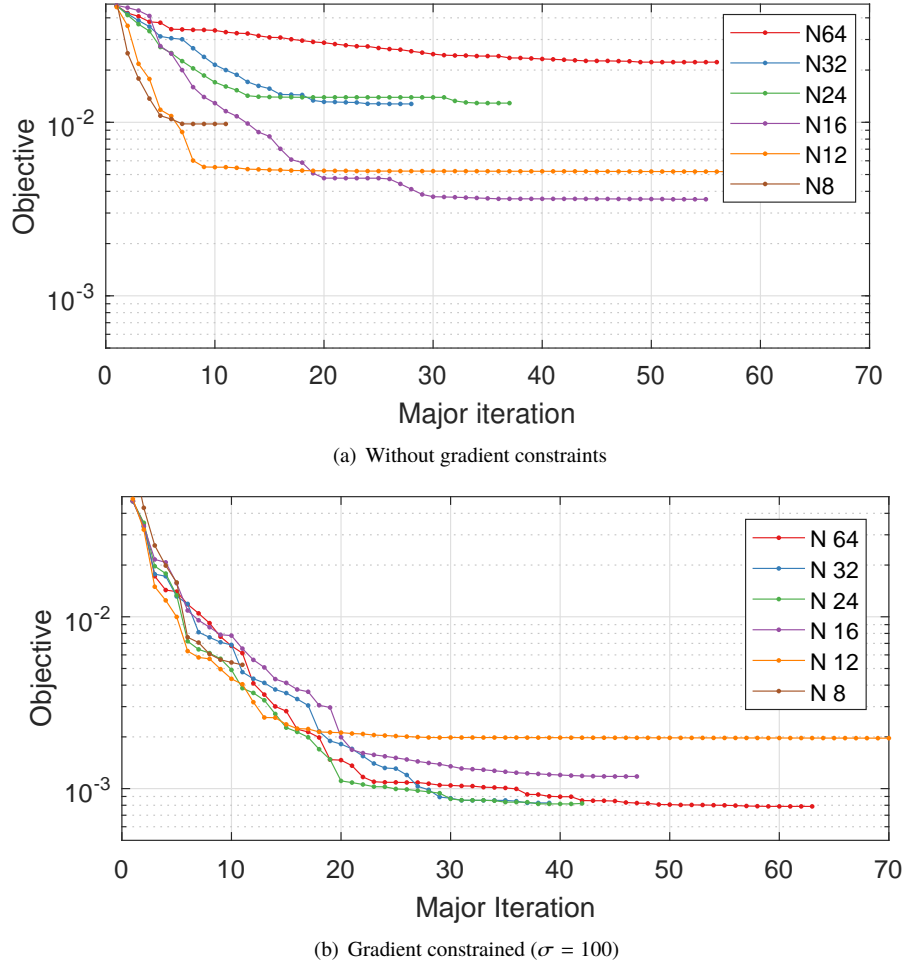 Objective
10-2
10-3
0
10
20
30
40
50
60
70
Major iteration
N64
N32
N24
N16
N12
N8
(a) Without gradient constraints
Objective
10-2
10-3
0
10
20
30
40
50
60
70
Major Iteration
N 64
N 32
N 24
N 16
N 12
N 8
(b) Gradient constrained (σ = 100)